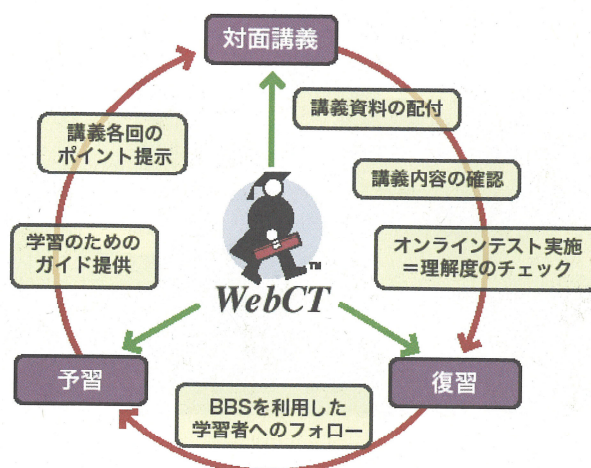 対面講義
講義資料の配付
講義各回の
ポイント提示
講義内容の確認
学習のための
ガイド提供
オンラインテスト実施
＝理解度のチェック
TM
WebCT
予習
復習
BBSを利用した
学習者へのフォロー